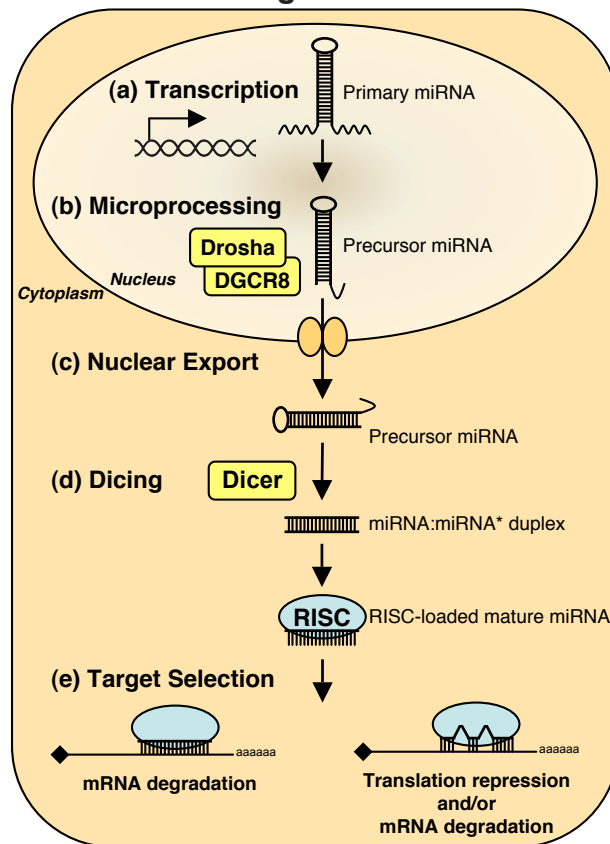 (a) Transcription
Primary miRNA
(b) Microprocessing
Drosha
DGCR8
Precursor miRNA
Nucleus
Cytoplasm
(c) Nuclear Export
Precursor miRNA
(d) Dicing
Dicer
miRNA:miRNA* duplex
RISC
RISC-loaded mature miRNA
(e) Target Selection
aaaaaa
mRNA degradation
aaaaaa
Translation repression
and/or
mRNA degradation